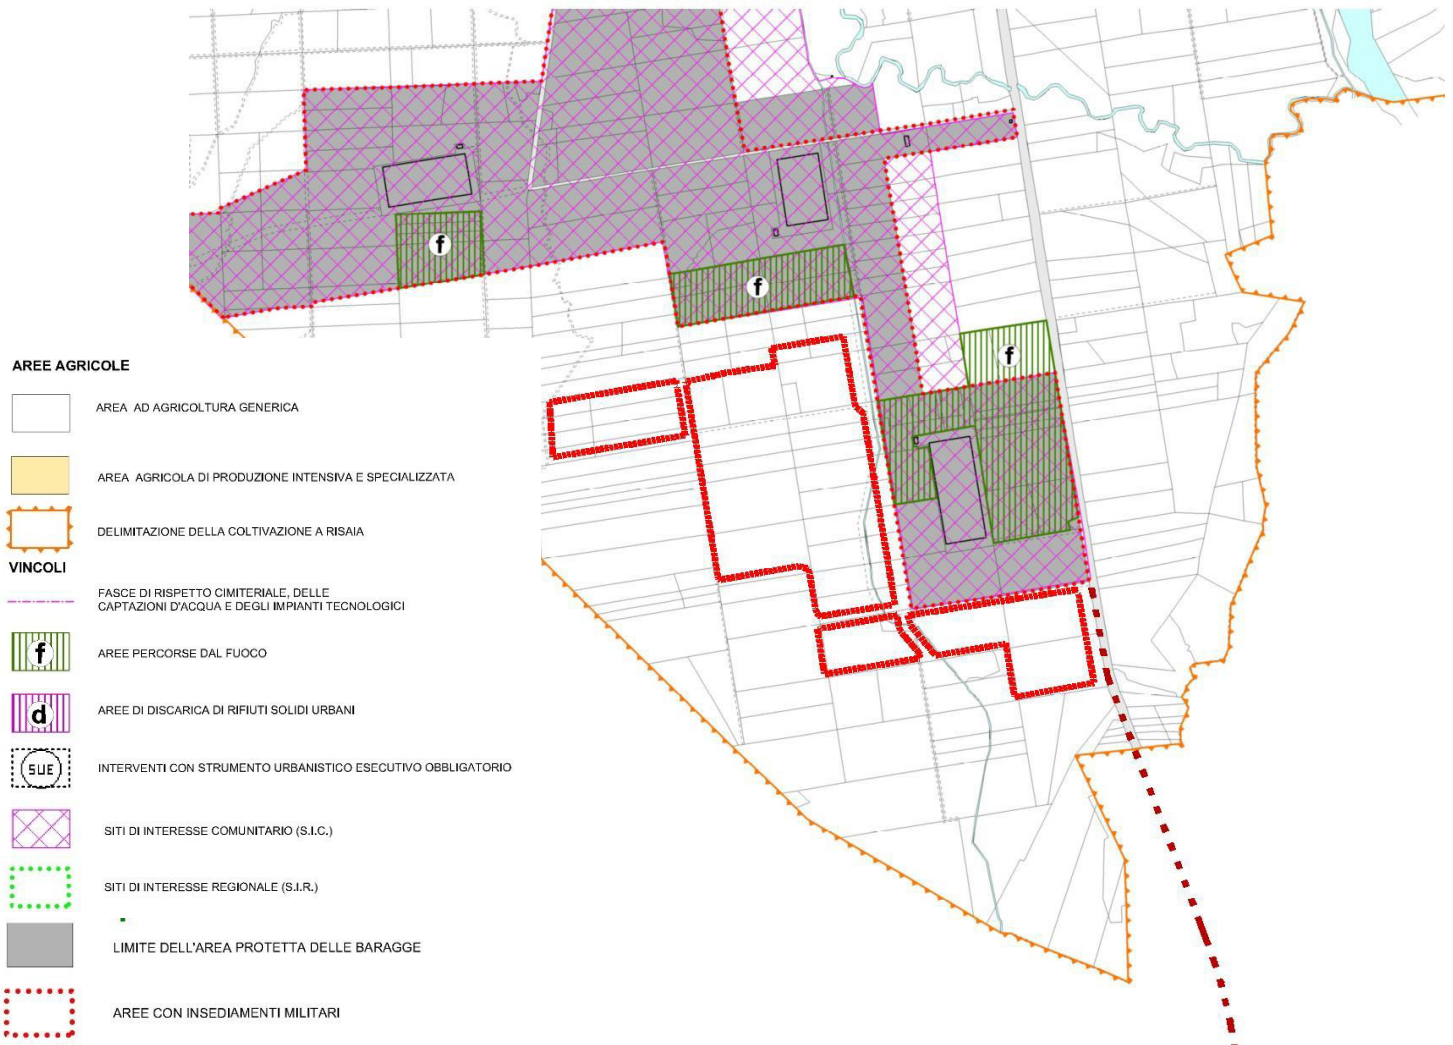 f
f
f
AREE AGRICOLE
AREA AD AGRICOLTURA GENERICA
AREA AGRICOLA DI PRODUZIONE INTENSIVA E SPECIALIZZATA
DELIMITAZIONE DELLA COLTIVAZIONE A RISAIA
VINCOLI
FASCE DI RISPETTO CIMITERIALE, DELLE
CAPTAZIONI D'ACQUA E DEGLI IMPIANTI TECNOLOGICI
f AREE PERCORSE DAL FUOCO
d AREE DI DISCARICA DI RIFIUTI SOLIDI URBANI
SUE INTERVENTI CON STRUMENTO URBANISTICO ESECUTIVO OBBLIGATORIO
SITI DI INTERESSE COMUNITARIO (S.I.C.)
SITI DI INTERESSE REGIONALE (S.I.R.)
LIMITE DELL'AREA PROTETTA DELLE BARAGGE
AREE CON INSEDIAMENTI MILITARI